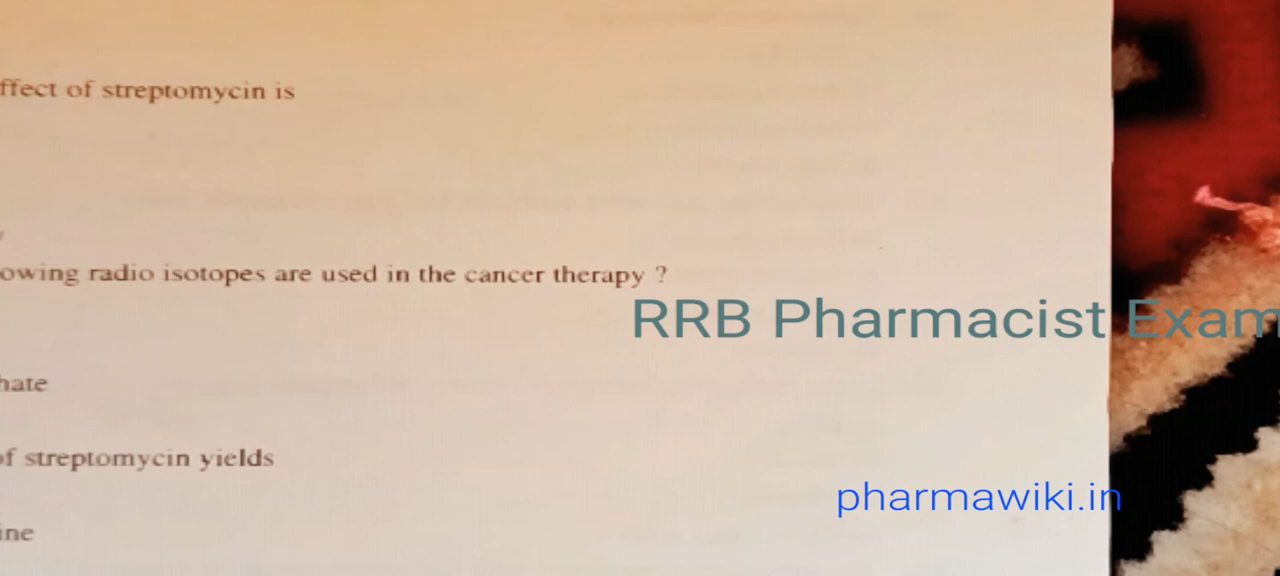 ffect of streptomycin is
owing radio isotopes are used in the cancer therapy ?
RRB Pharmacist Exam
hate
of streptomycin yields
pharmawiki.in
ine